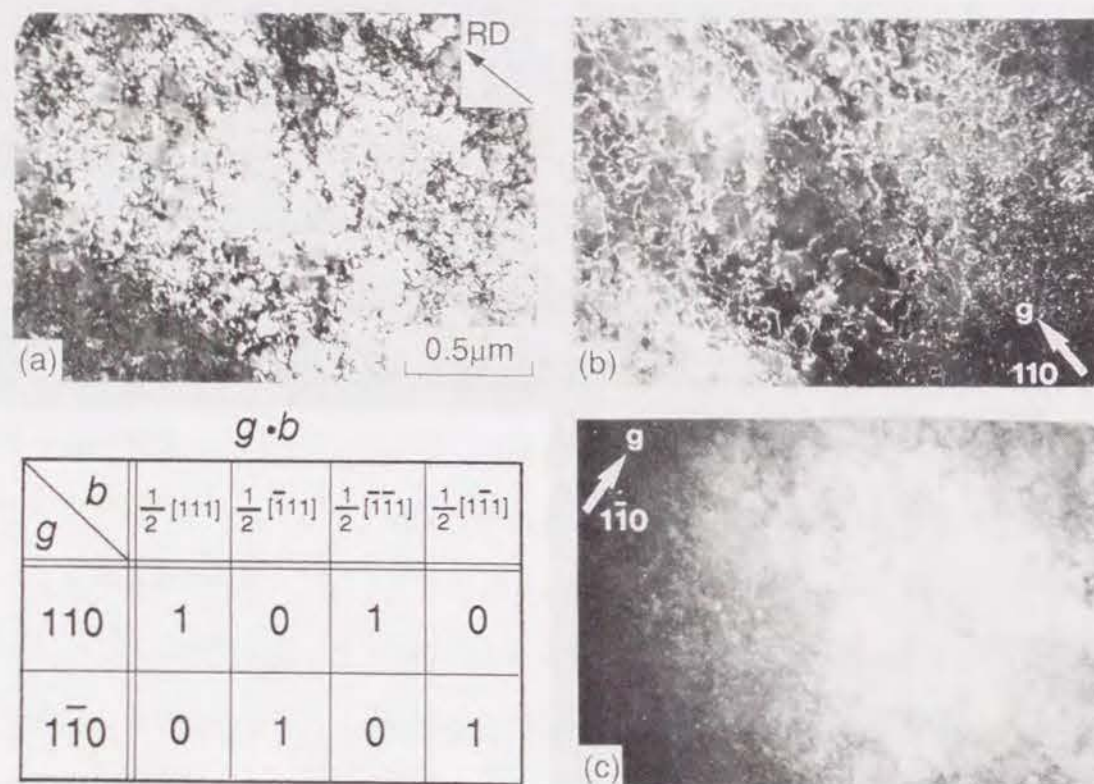 RD
(a)
0.5μm
g
110
(b)
g•b
b
g
1/2 [111]
1/2 [1̄11]
1/2 [1̄1̄1]
1/2 [11̄1]
110 1 0 1 0
11̄0 0 1 0 1
g
11̄0
(c)